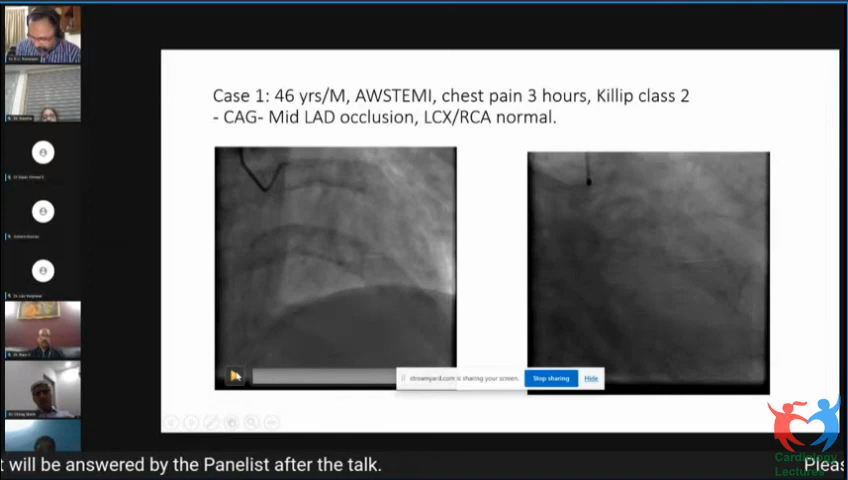 Case 1: 46 yrs/M, AWSTEMI, chest pain 3 hours, Killip class 2
- CAG- Mid LAD occlusion, LCX/RCA normal.
streamyard.com is sharing your screen.
Stop sharing
Hide
Cardiology
Lectures
t will be answered by the Panelist after the talk.
Pleas